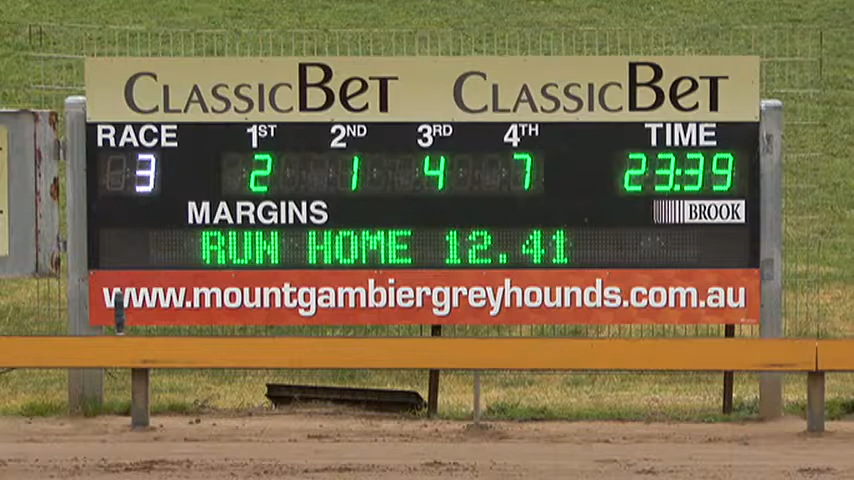 CLASSICBET CLASSICBET
RACE 1ST 2ND 3RD 4TH TIME
3 2 1 4 7 23:39
MARGINS BROOK
RUN HOME 12.41
www.mountgambiergreyhounds.com.au